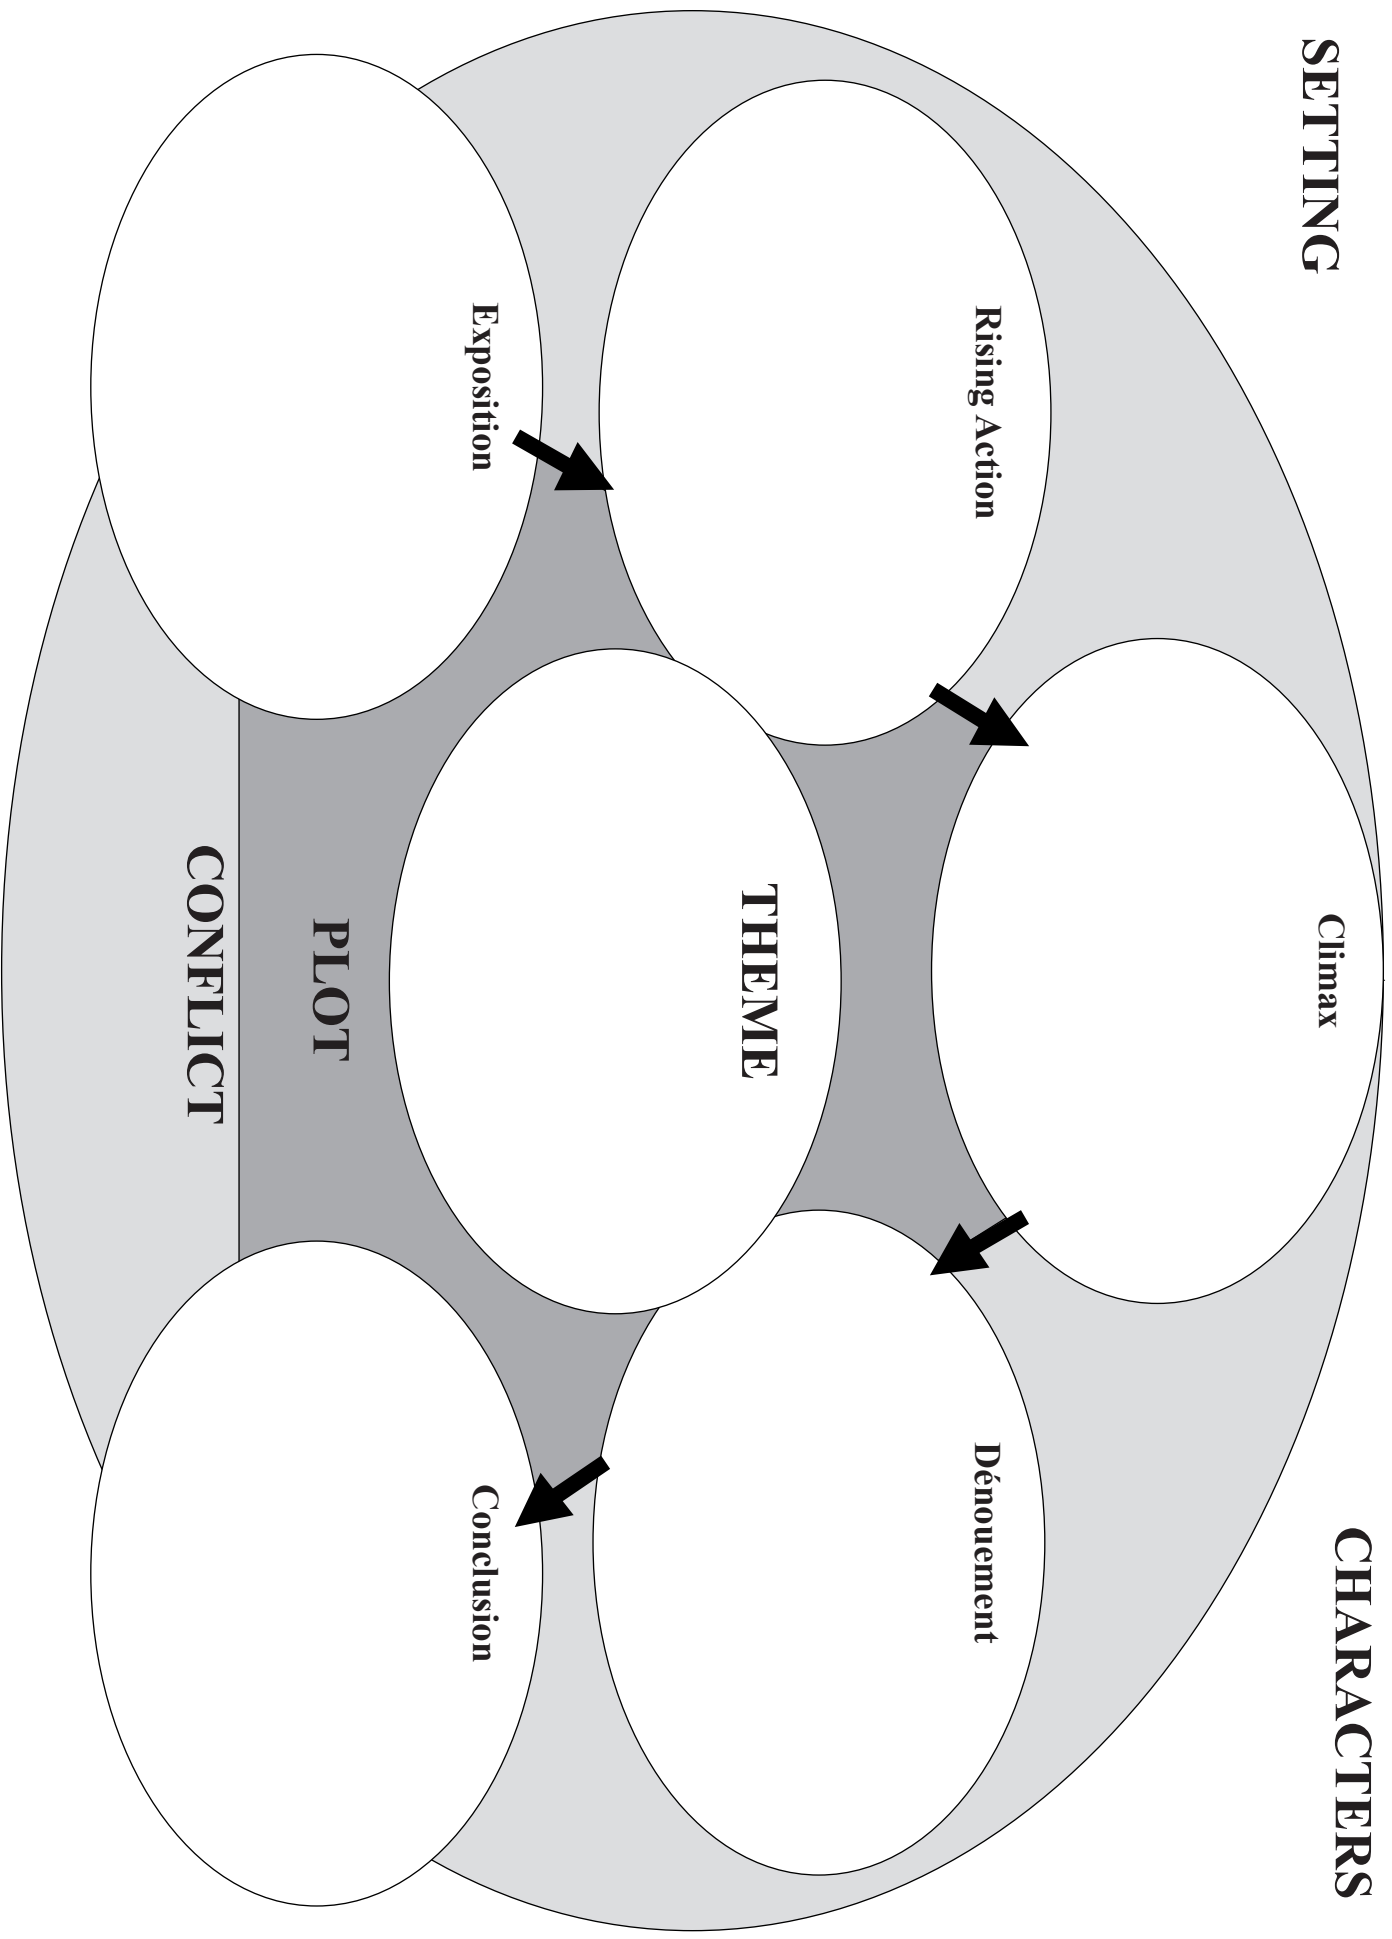 SETTING
CHARACTERS
Climax
Rising Action
Dénouement
THEME
Exposition
Conclusion
PLOT
CONFLICT